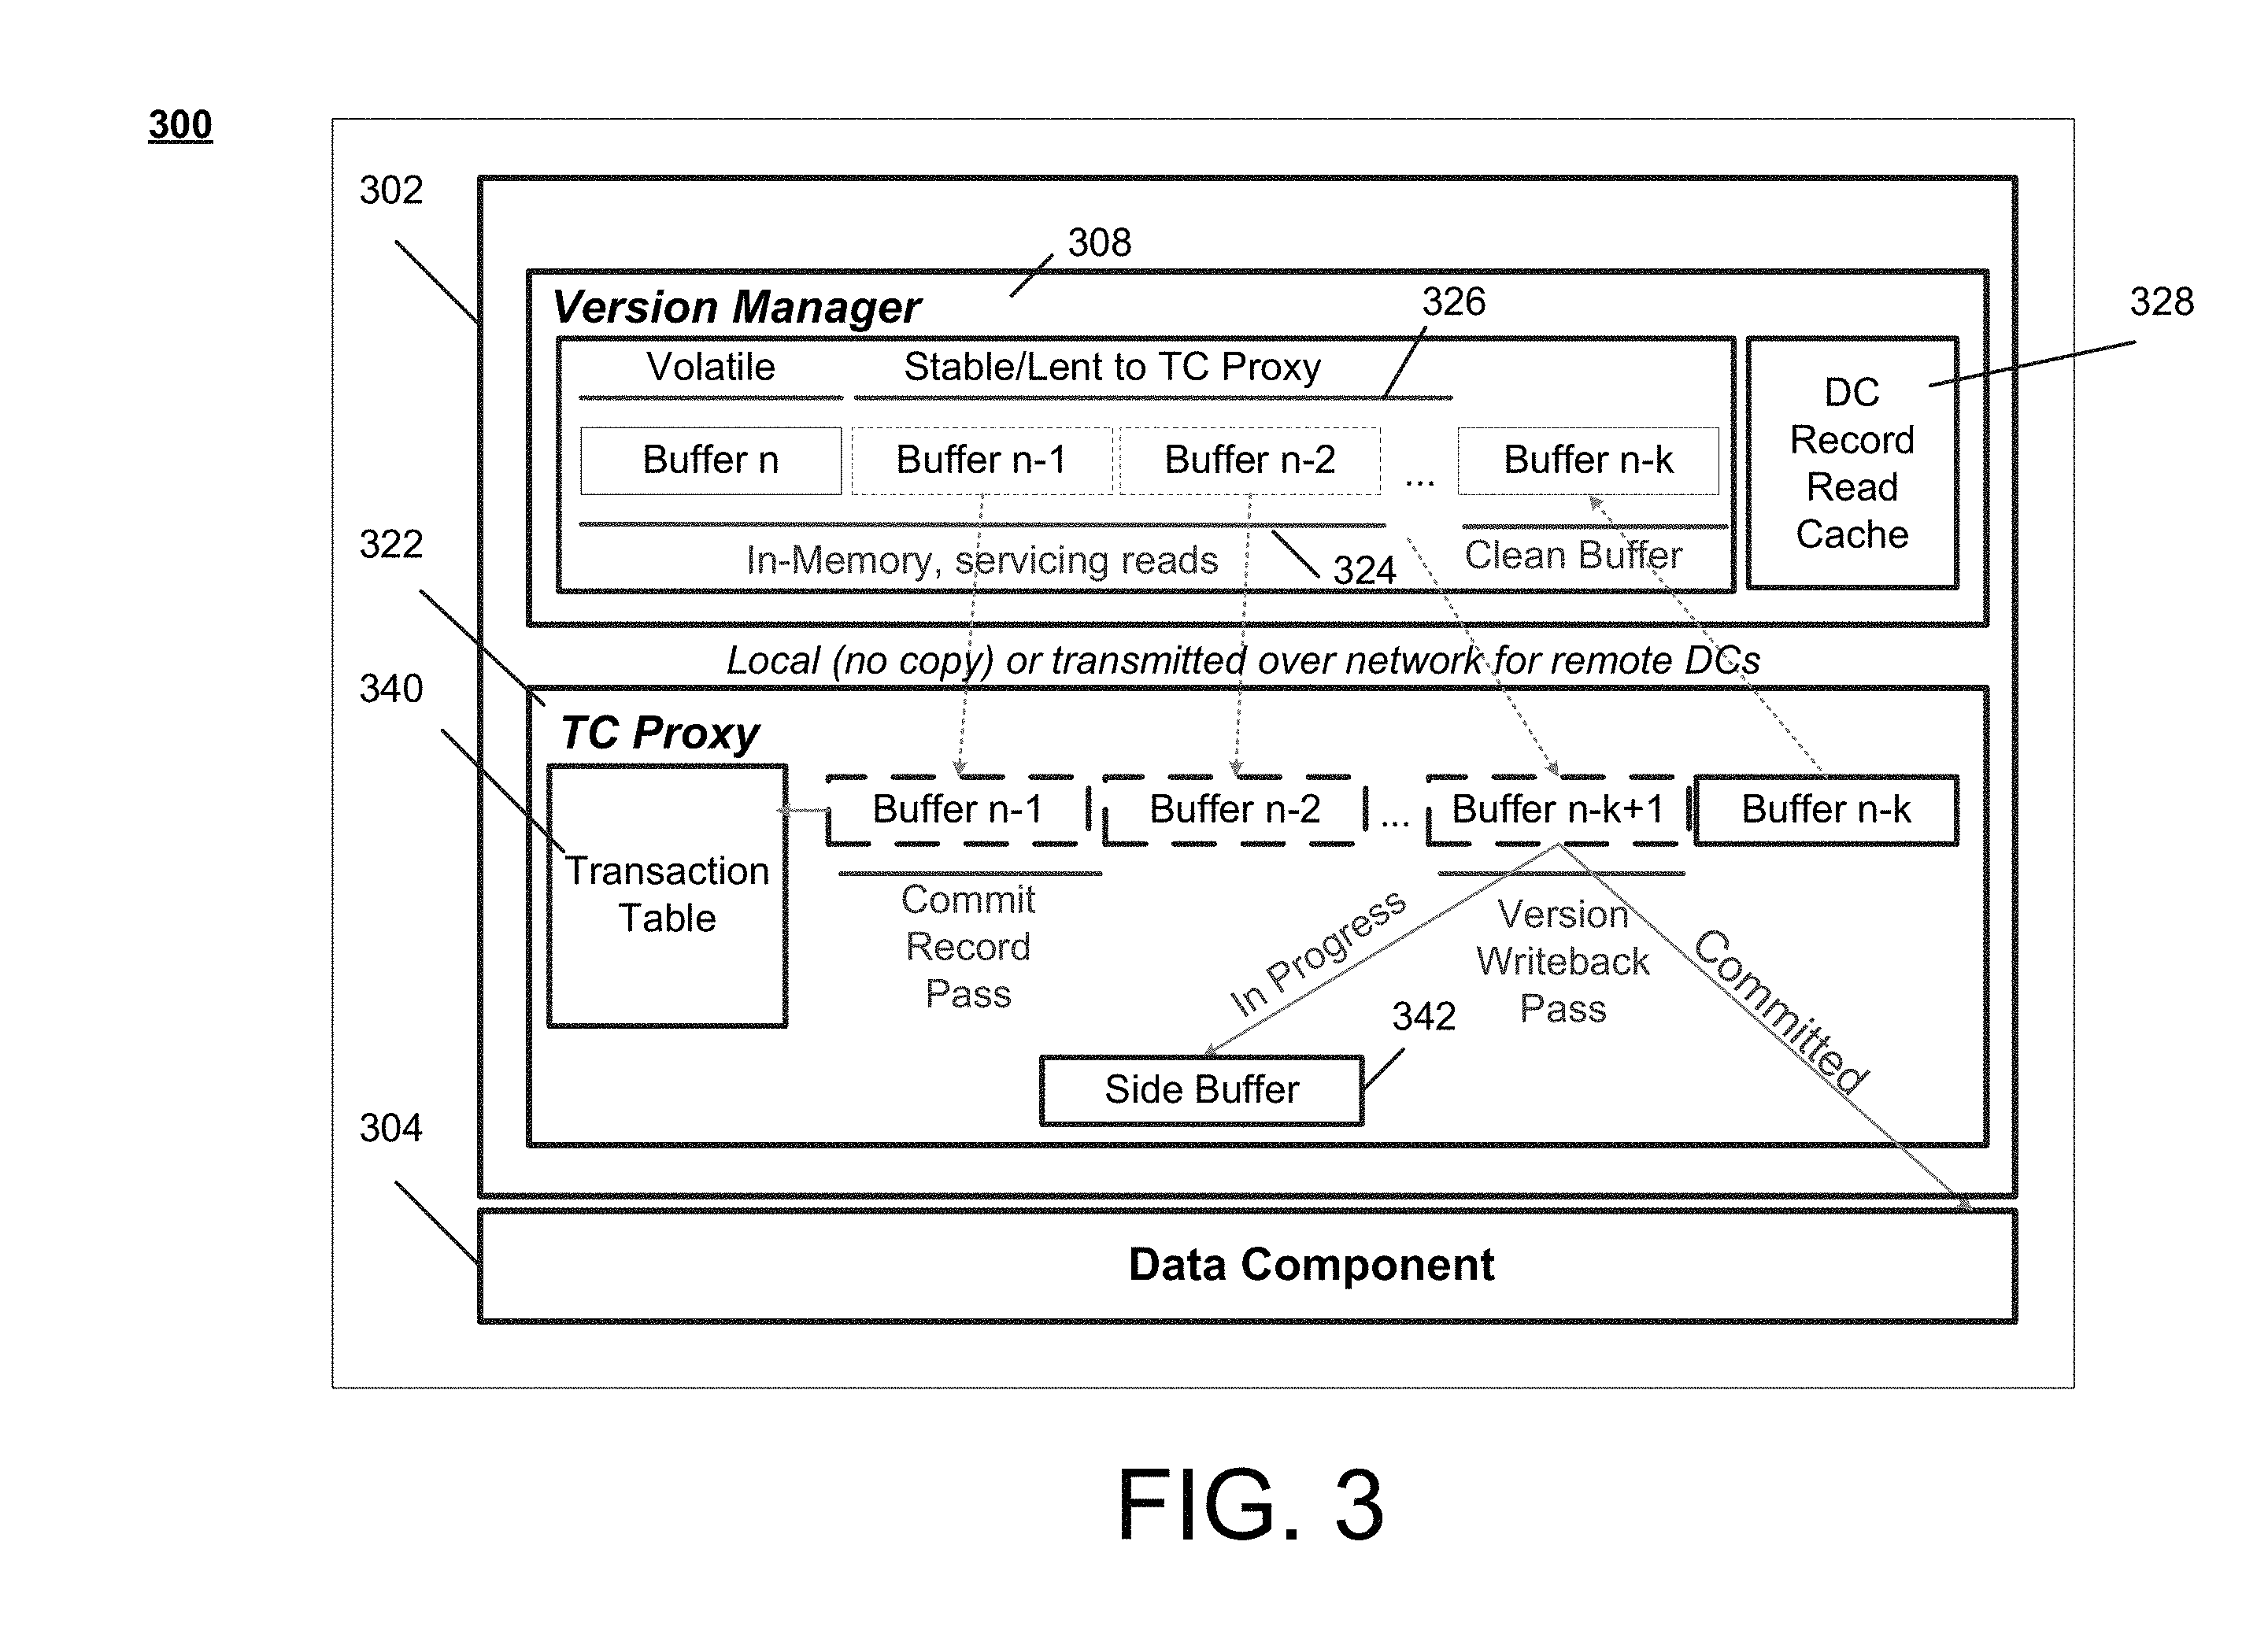 300
302
308
Version Manager
326
328
Volatile
Stable/Lent to TC Proxy
DC
Record
Read
Cache
Buffer n
Buffer n-1
Buffer n-2
...
Buffer n-k
322
In-Memory, servicing reads
324
Clean Buffer
Local (no copy) or transmitted over network for remote DCs
340
TC Proxy
Buffer n-1
Buffer n-2
...
Buffer n-k+1
Buffer n-k
Transaction
Table
Commit
Record
Pass
In Progress
Version
Writeback
Pass
Committed
342
Side Buffer
304
Data Component
FIG. 3